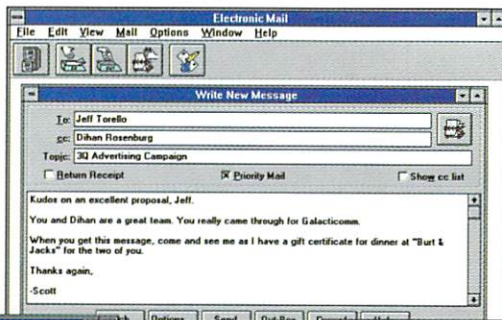 Electronic Mail
File Edit View Mail Options Window Help
Write New Message
To: Jeff Torello
cc: Dihan Rosenburg
Topic: 3Q Advertising Campaign
Return Receipt Priority Mail Show cc list
Kudos on an excellent proposal, Jeff.
You and Dihan are a great team. You really came through for Galacticomm.
When you get this message, come and see me as I have a gift certificate for dinner at "Burt &
Jacks" for the two of you.
Thanks again,
-Scott
Options Send Out Box